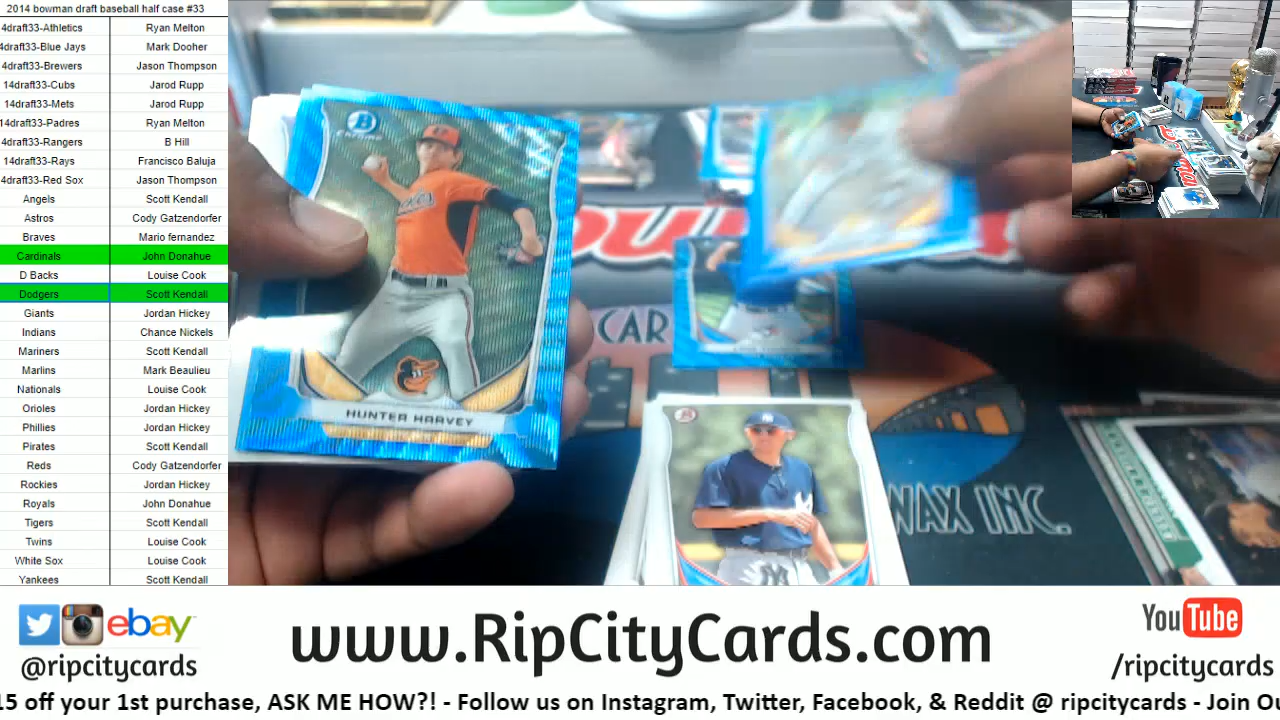 2014 bowman draft baseball half case #33
4draft33-Athletics Ryan Melton
4draft33-Blue Jays Mark Dooher
4draft33-Brewers Jason Thompson
14draft33-Cubs Jarod Rupp
14draft33-Mets Jarod Rupp
14draft33-Padres Ryan Melton
4draft33-Rangers B Hill
14draft33-Rays Francisco Baluja
4draft33-Red Sox Jason Thompson
Angels Scott Kendall
Astros Cody Gatzendorfer
Braves Mario fernandez
Cardinals John Donahue
D Backs Louise Cook
Dodgers Scott Kendall
Giants Jordan Hickey
Indians Chance Nickels
Mariners Scott Kendall
Marlins Mark Beaulieu
Nationals Louise Cook
Orioles Jordan Hickey
Phillies Jordan Hickey
Pirates Scott Kendall
Reds Cody Gatzendorfer
Rockies Jordan Hickey
Royals John Donahue
Tigers Scott Kendall
Twins Louise Cook
White Sox Louise Cook
Yankees Scott Kendall
B
CHROME
HUNTER HARVEY
CAR
WAX INC.
ebay
@ripcitycards
www.RipCityCards.com
YouTube
/ripcitycards
15 off your 1st purchase, ASK ME HOW?! - Follow us on Instagram, Twitter, Facebook, & Reddit @ ripcitycards - Join Ou